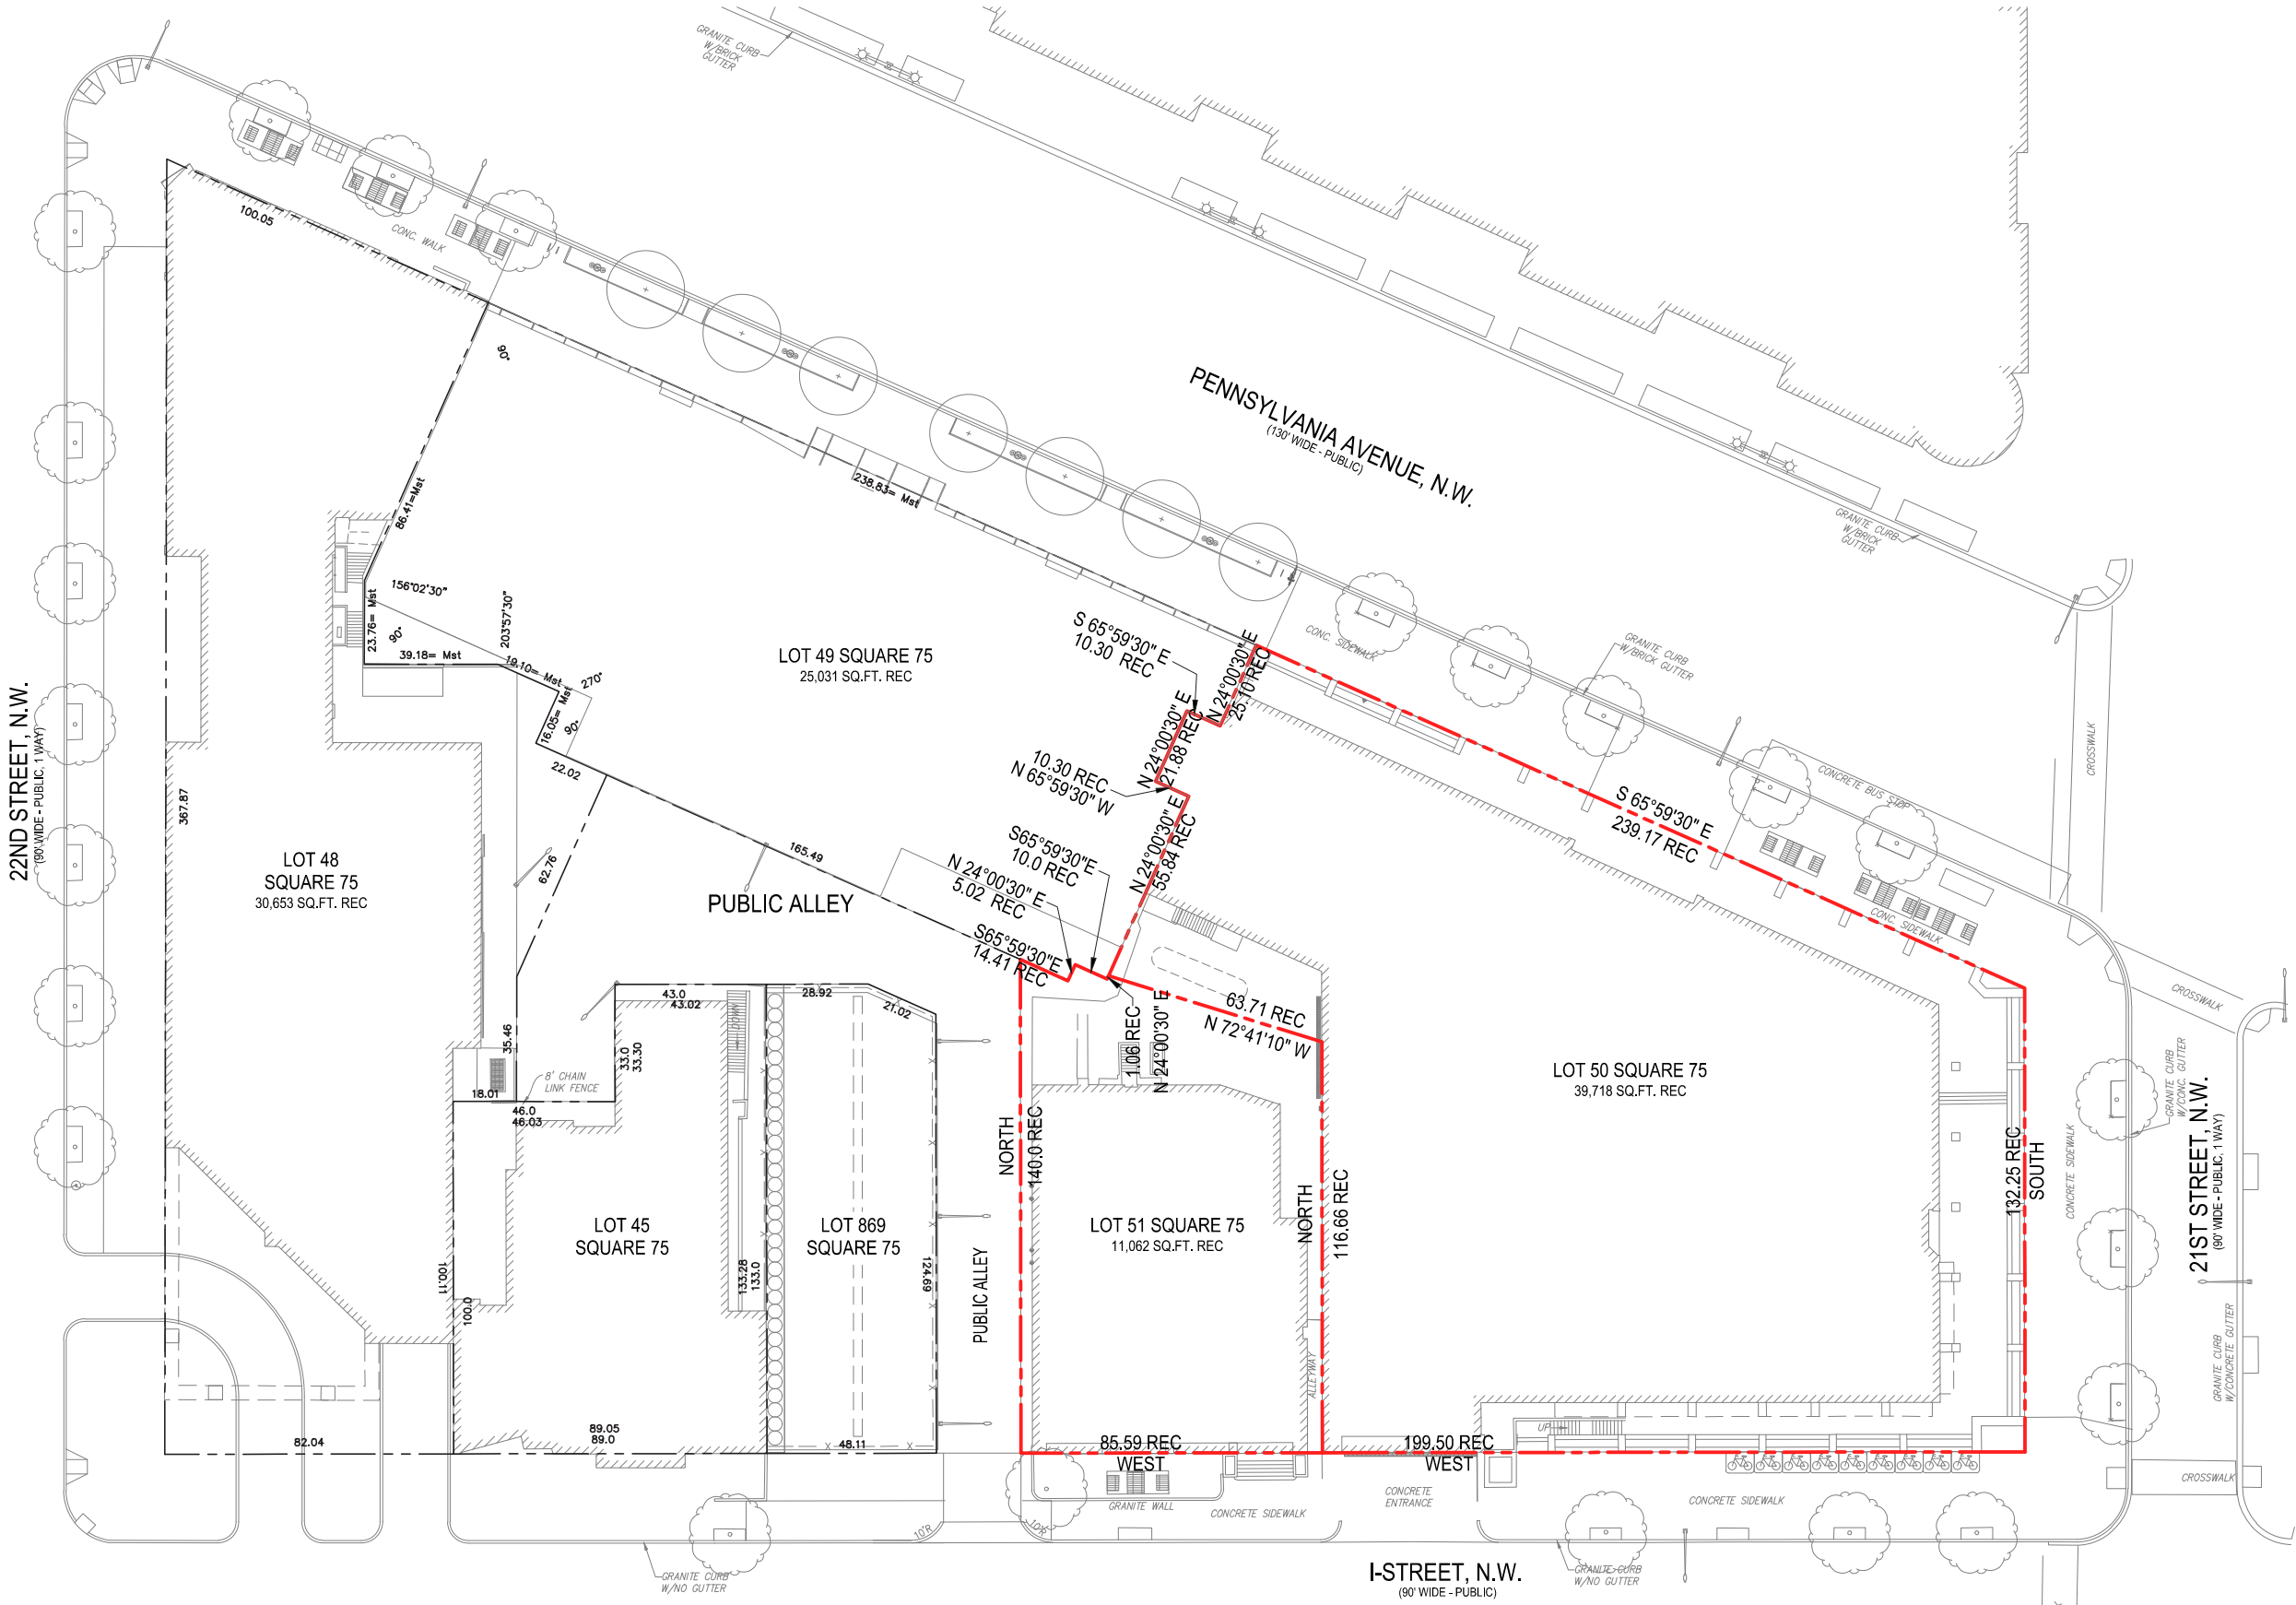 GRANITE CURB
W/BRICK
GUTTER
100.05
CONC. WALK
90°
PENNSYLVANIA AVENUE, N.W.
(130' WIDE - PUBLIC)
238.83= Mst
86.41=Mst
GRANITE CURB
W/BRICK
GUTTER
156°02'30"
203°57'30"
23.76= Mst
90°
39.18= Mst
19.10= Mst
270°
16.05= Mst
90°
22.02
LOT 49 SQUARE 75
25,031 SQ.FT. REC
S 65°59'30" E
10.30 REC
N 24°00'30" E
25.10 REC
CONC. SIDEWALK
GRANITE CURB
W/BRICK GUTTER
N 24°00'30" E
21.88 REC
10.30 REC
N 65°59'30" W
CROSSWALK
CONCRETE BUS STOP
S 65°59'30" E
239.17 REC
22ND STREET, N.W.
(90' WIDE - PUBLIC, 1 WAY)
367.87
LOT 48
SQUARE 75
30,653 SQ.FT. REC
62.76
165.49
PUBLIC ALLEY
N 24°00'30" E
55.84 REC
S65°59'30"E
10.0 REC
N 24°00'30" E
5.02 REC
S65°59'30"E
14.41 REC
CONC. SIDEWALK
CROSSWALK
43.0
43.02
DOWN
28.92
21.02
1.06 REC
N 24°00'30" E
63.71 REC
N 72°41'10" W
35.46
33.0
33.30
8' CHAIN
LINK FENCE
18.01
46.0
46.03
LOT 50 SQUARE 75
39,718 SQ.FT. REC
GRANITE CURB
W/CONC. GUTTER
NORTH
140.0 REC
CONCRETE SIDEWALK
132.25 REC
SOUTH
21ST STREET, N.W.
(90' WIDE - PUBLIC, 1 WAY)
LOT 45
SQUARE 75
LOT 869
SQUARE 75
LOT 51 SQUARE 75
11,062 SQ.FT. REC
NORTH
116.66 REC
100.11
100.0
133.28
133.0
124.69
PUBLIC ALLEY
ALLEYWAY
GRANITE CURB
W/CONCRETE GUTTER
82.04
89.05
89.0
48.11
85.59 REC
WEST
199.50 REC
WEST
UP
CROSSWALK
GRANITE WALL
CONCRETE SIDEWALK
CONCRETE
ENTRANCE
CONCRETE SIDEWALK
10'R
10'R
GRANITE CURB
W/NO GUTTER
I-STREET, N.W.
(90' WIDE - PUBLIC)
GRANITE CURB
W/NO GUTTER